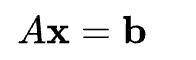 Ax = b